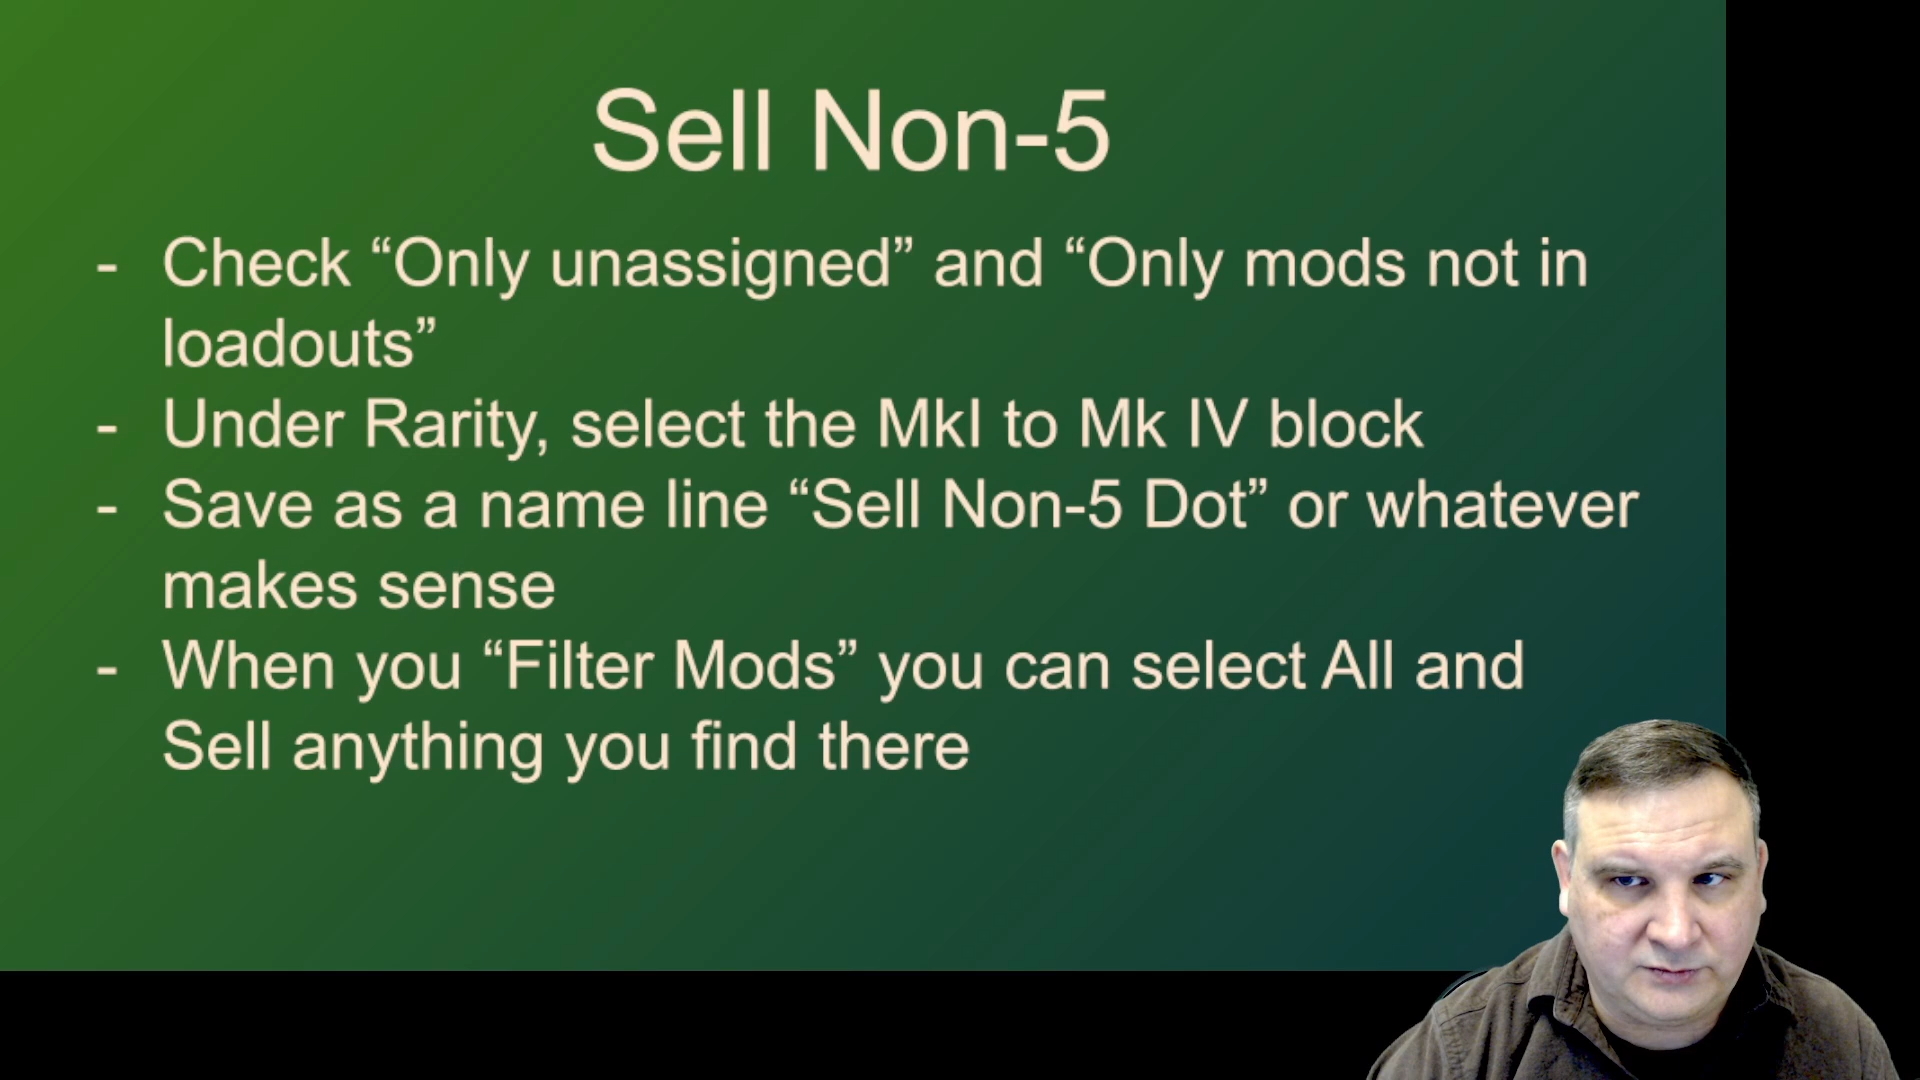 Sell Non-5
- Check “Only unassigned” and “Only mods not in
loadouts”
- Under Rarity, select the MkI to Mk IV block
- Save as a name line “Sell Non-5 Dot” or whatever
makes sense
- When you “Filter Mods” you can select All and
Sell anything you find there